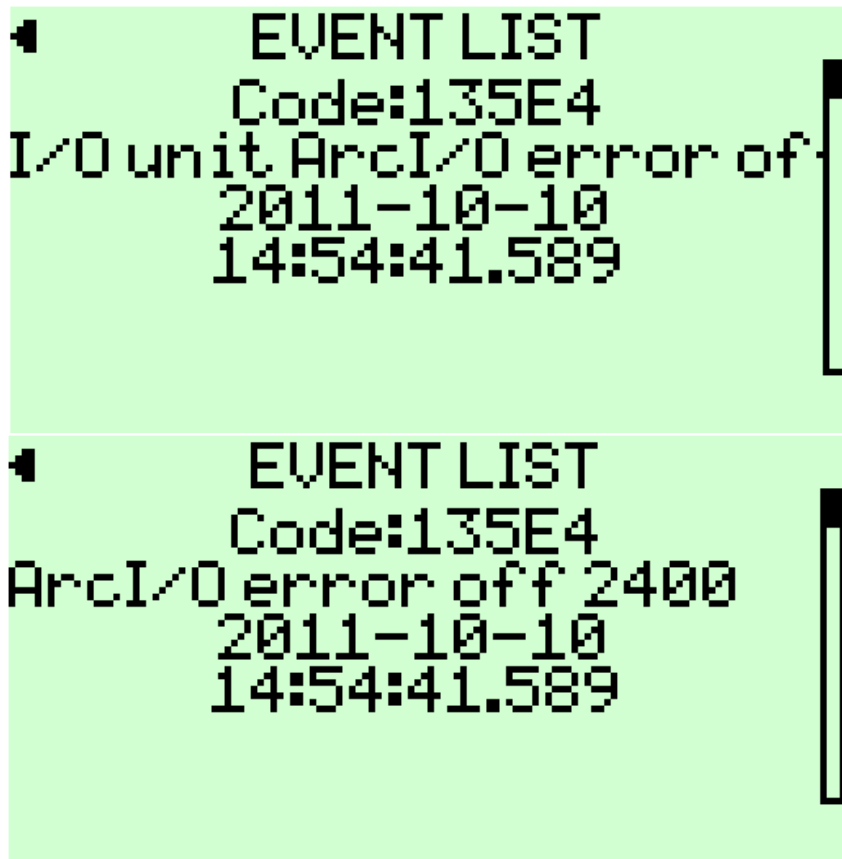 EVENT LIST
Code:135E4
I/O unit ArcI/O error of
2011-10-10
14:54:41.589
EVENT LIST
Code:135E4
ArcI/O error off 2400
2011-10-10
14:54:41.589